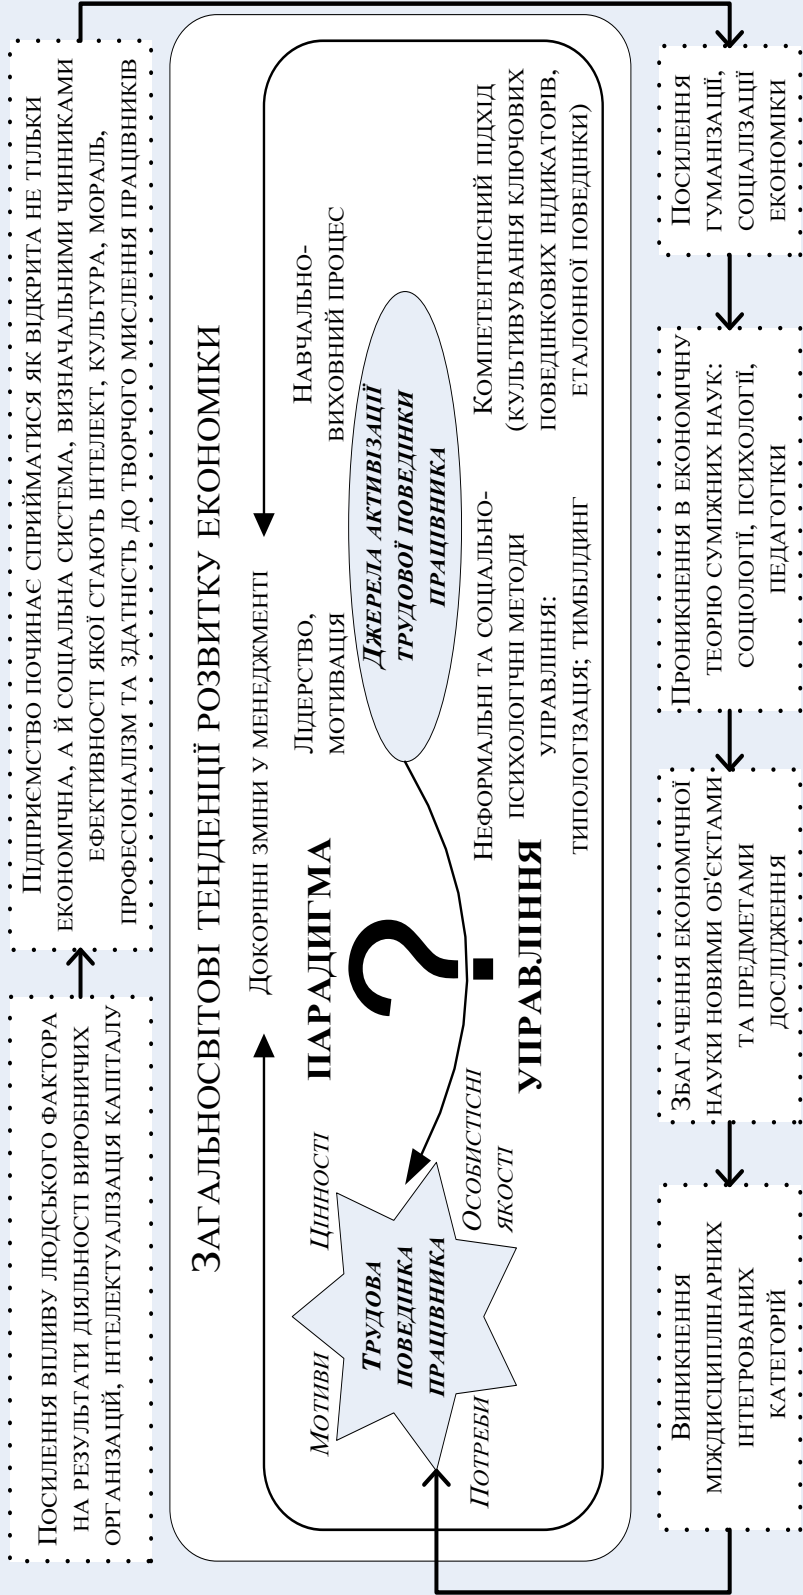 Посилення впливу людського фактора
на результати діяльності виробничих
організацій, інтелектуалізація капіталу
Підприємство починає сприйматися як відкрита не тільки
економічна, а й соціальна система, визначальними чинниками
ефективності якої стають інтелект, культура, мораль,
професіоналізм та здатність до творчого мислення працівників
Загальносвітові тенденції розвитку економіки
Докорінні зміни у менеджменті
Мотиви
Цінності
Трудова
поведінка
працівника
Потреби
Особистісні
якості
ПАРАДИГМА
?
УПРАВЛІННЯ
Лідерство,
мотивація
Навчально-
виховний процес
Джерела активізації
трудової поведінки
працівника
Неформальні та соціально-
психологічні методи
управління:
типологізація; тимбілдинг
Компетентнісний підхід
(культивування ключових
поведінкових індикаторів,
еталонної поведінки)
Виникнення
міждисциплінарних
інтегрованих
категорій
Збагачення економічної
науки новими об'єктами
та предметами
дослідження
Проникнення в економічну
теорію суміжних наук:
соціології, психології,
педагогіки
Посилення
гуманізації,
соціалізації
економіки